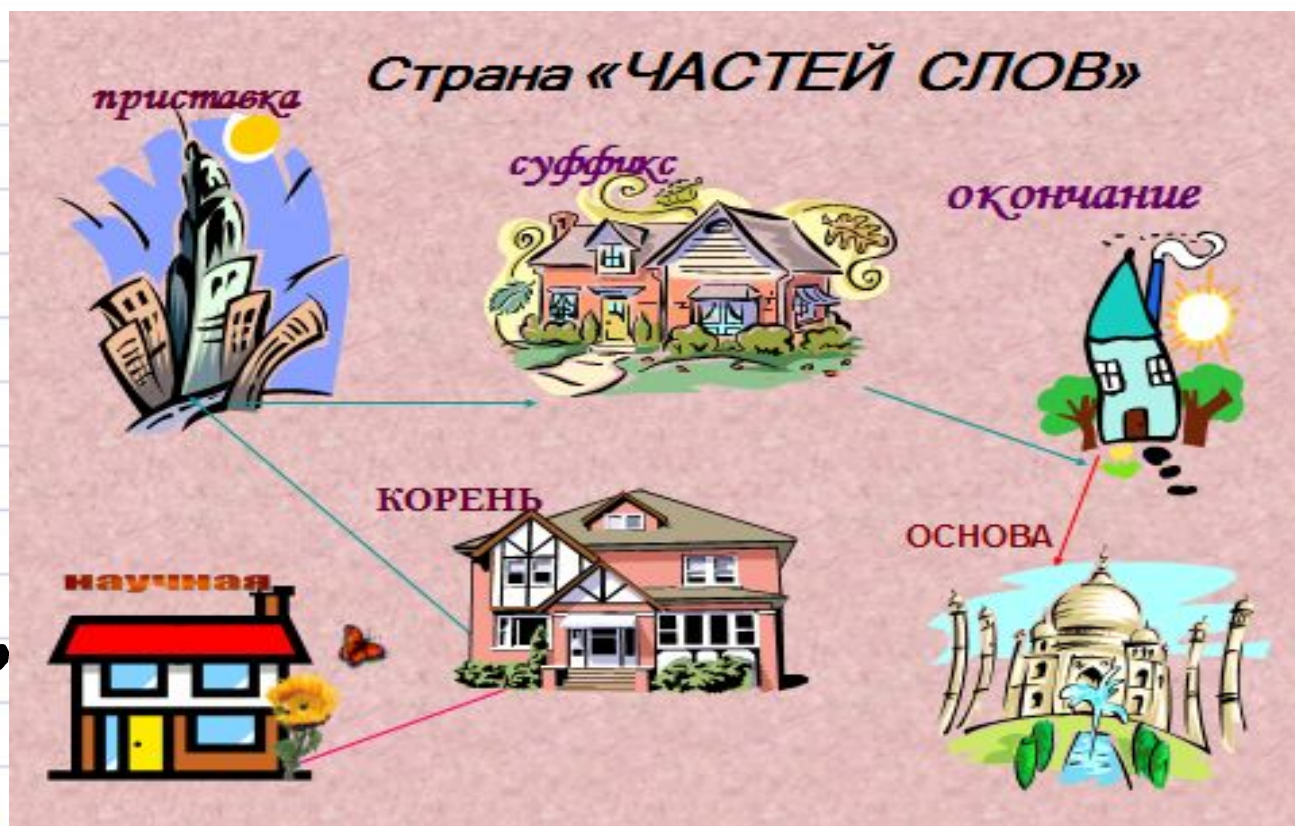 Страна «ЧАСТЕЙ СЛОВ»
приставка
суффикс
окончание
КОРЕНЬ
ОСНОВА
научная